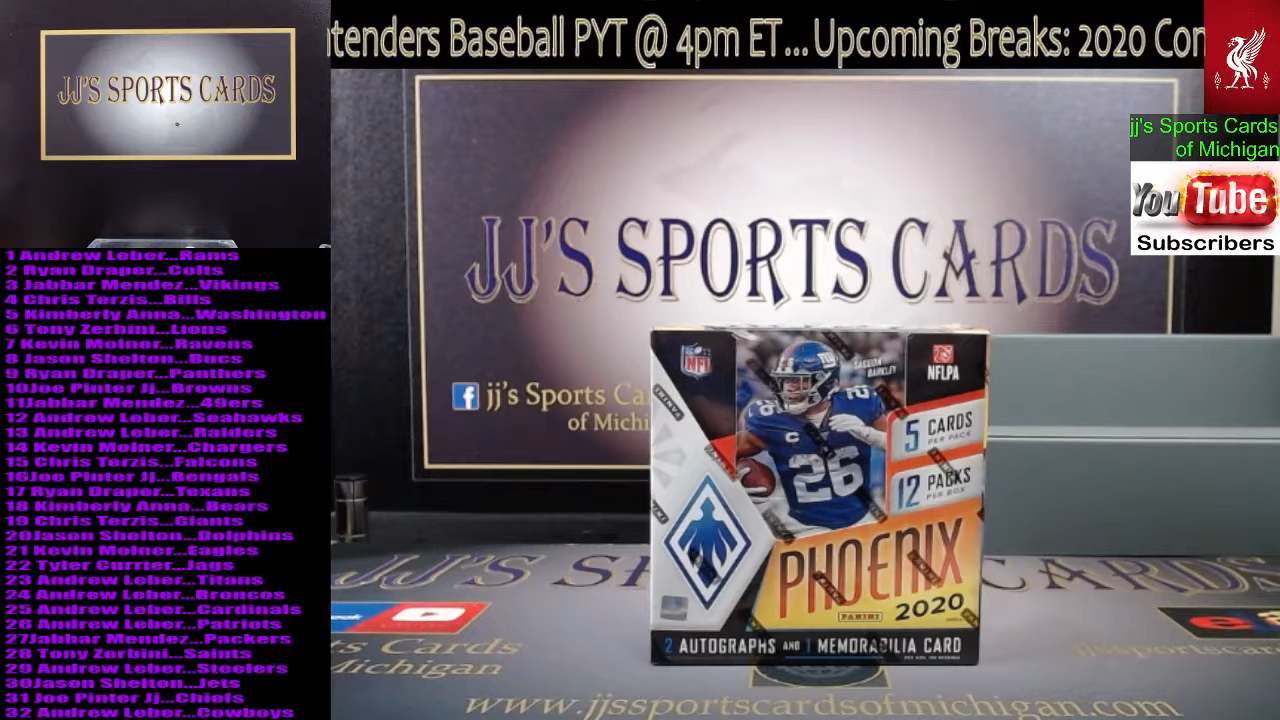 ntenders Baseball PYT @ 4pm ET... Upcoming Breaks: 2020 Con
JJ'S SPORTS CARDS
1 Andrew Leber...Rams
2 Ryan Draper...Colts
3 Jabbar Mendez...Vikings
4 Chris Terzis...Bills
5 Kimberly Anna...Washington
6 Tony Zerbini...Lions
7 Kevin Molner...Ravens
8 Jason Shelton...Bucs
9 Ryan Draper...Panthers
10Joe Pinter Jj...Browns
11Jabbar Mendez...49ers
12 Andrew Leber...Seahawks
13 Andrew Leber...Raiders
14 Kevin Molner...Chargers
15 Chris Terzis...Falcons
16Joe Pinter Jj...Bengals
17 Ryan Draper...Texans
18 Kimberly Anna...Bears
19 Chris Terzis...Giants
20Jason Shelton...Dolphins
21 Kevin Molner...Eagles
22 Tyler Currier...Jags
23 Andrew Leber...Titans
24 Andrew Leber...Broncos
25 Andrew Leber...Cardinals
26 Andrew Leber...Patriots
27Jabbar Mendez...Packers
28 Tony Zerbini...Saints
29 Andrew Leber...Steelers
30Jason Shelton...Jets
31 Joe Pinter Jj...Chiefs
32 Andrew Leber...Cowboys
JJ'S SPORTS CARDS
jj's Sports Ca
of Michi
jj's Sports Cards
of Michigan
YouTube
Subscribers
NFL
SAQUON
BARKLEY
NFLPA
26
5 CARDS
PER PACK
12 PACKS
PER BOX
PHOENIX
PANINI
2020
2 AUTOGRAPHS AND 1 MEMORABILIA CARD
JJ'S S
CARDS
ts Cards
Michigan
www.jjssportscardsofmichigan.com